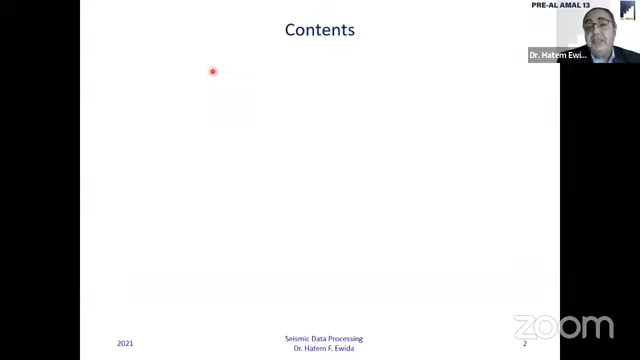 PRE-AL AMAL 13
Contents
Dr. Hatem Ewi...
2021
Seismic Data Processing
Dr. Hatem F. Ewida
2
zoom